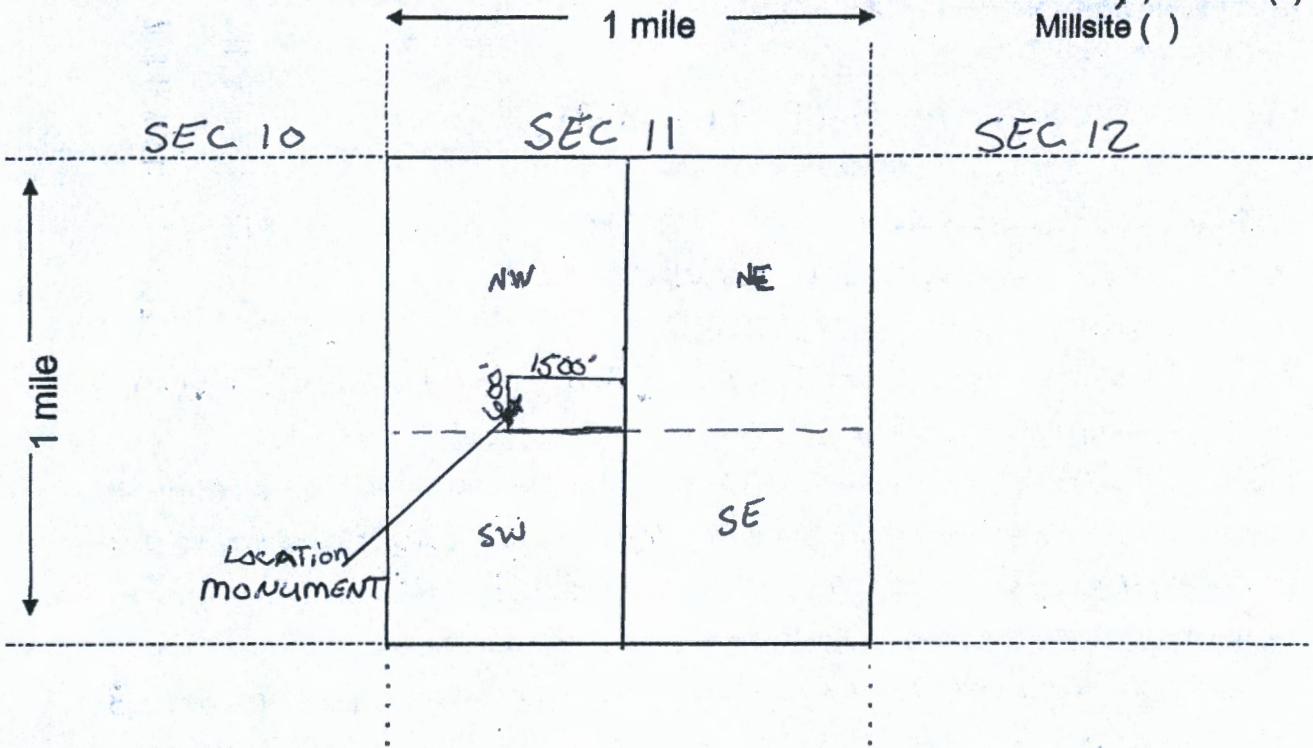 1 mile
Millsite ( )
SEC 10
SEC 11
SEC 12
NW
NE
1500'
1 mile
SW
SE
LOCATION
MONUMENT